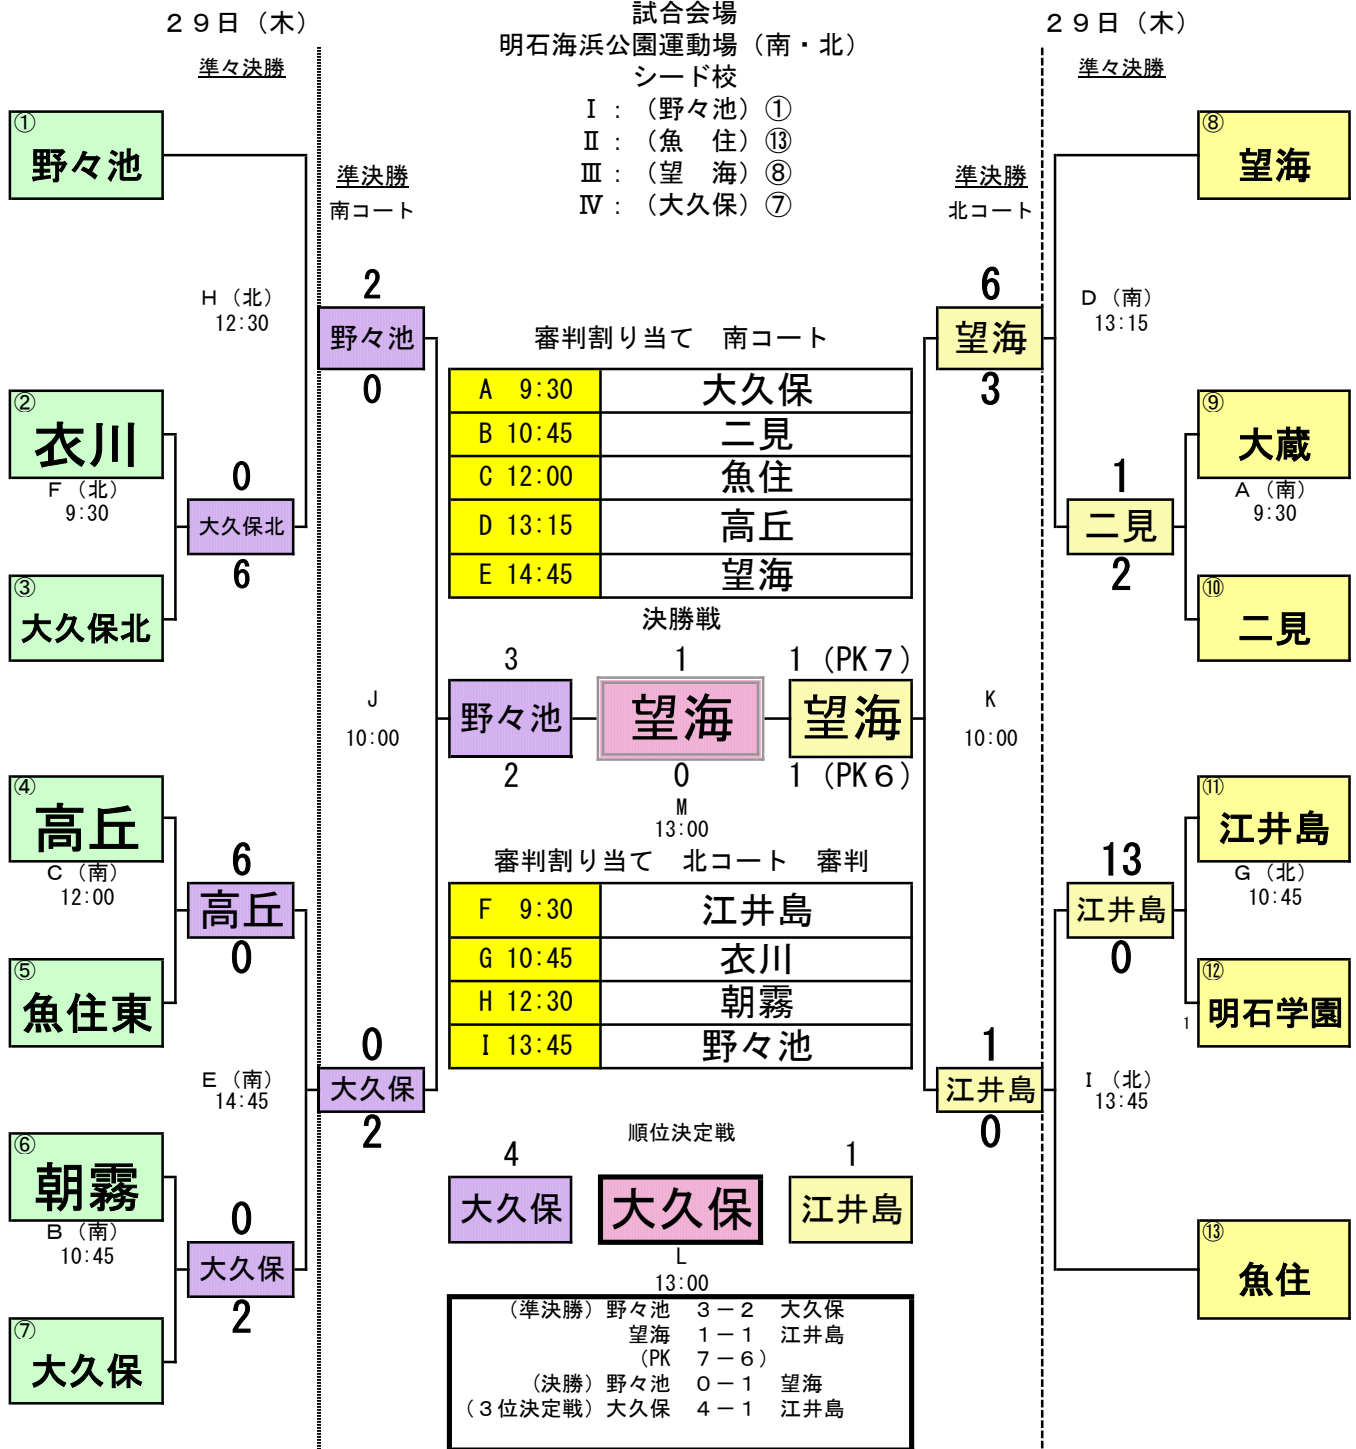 試合会場
２９日（木）
２９日（木）
明石海浜公園運動場（南・北）
準々決勝
シード校
準々決勝
Ⅰ：（野々池）①
Ⅱ：（魚　住）⑬
Ⅲ：（望　海）⑧
Ⅳ：（大久保）⑦
①
野々池
⑧
望海
準決勝
南コート
準決勝
北コート
H（北）
12:30
2
野々池
0
6
望海
3
D（南）
13:15
審判割り当て　南コート
A 9:30 大久保
B 10:45 二見
C 12:00 魚住
D 13:15 高丘
E 14:45 望海
②
衣川
F（北）
9:30
0
大久保北
6
③
大久保北
⑨
大蔵
A（南）
9:30
1
二見
2
⑩
二見
決勝戦
3 1 1（PK７）
野々池 望海 望海
2 0 1（PK６）
M
13:00
J
10:00
K
10:00
④
高丘
C（南）
12:00
6
高丘
0
⑤
魚住東
⑪
江井島
G（北）
10:45
13
江井島
0
⑫
明石学園
1
審判割り当て　北コート　審判
F 9:30 江井島
G 10:45 衣川
H 12:30 朝霧
I 13:45 野々池
E（南）
14:45
0
大久保
2
1
江井島
0
I（北）
13:45
⑥
朝霧
B（南）
10:45
0
大久保
2
⑦
大久保
⑬
魚住
順位決定戦
4 1
大久保 大久保 江井島
L
13:00
（準決勝）野々池　３－２　大久保
望海　１－１　江井島
（PK　７－６）
（決勝）野々池　０－１　望海
（３位決定戦）大久保　４－１　江井島